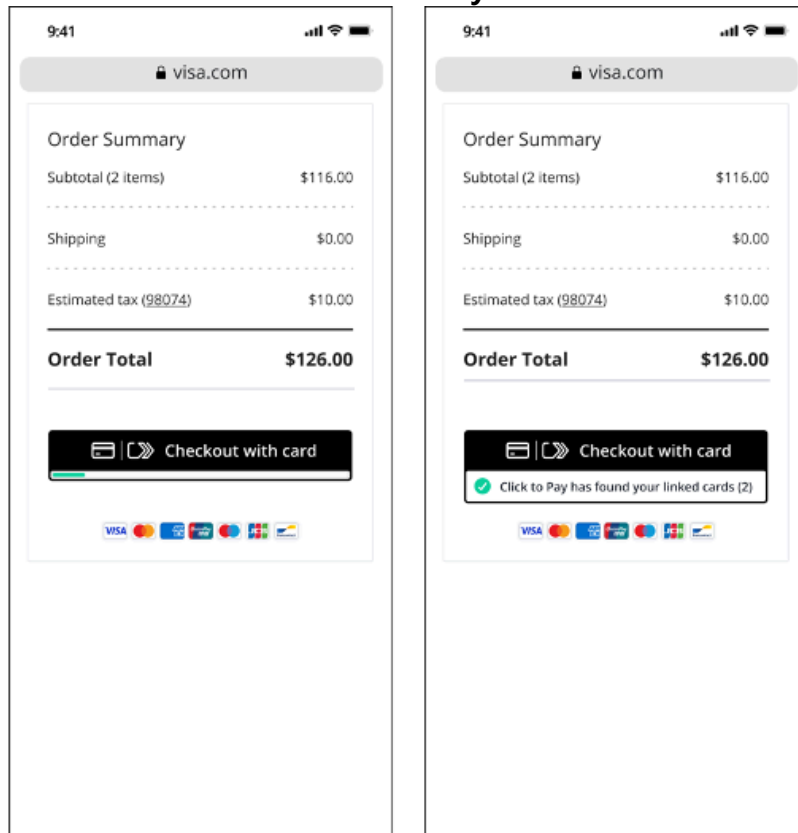 y
9:41
visa.com
Order Summary
Subtotal (2 items) $116.00
Shipping $0.00
Estimated tax (98074) $10.00
Order Total $126.00
Checkout with card
VISA
JCB
9:41
visa.com
Order Summary
Subtotal (2 items) $116.00
Shipping $0.00
Estimated tax (98074) $10.00
Order Total $126.00
Checkout with card
Click to Pay has found your linked cards (2)
VISA
JCB